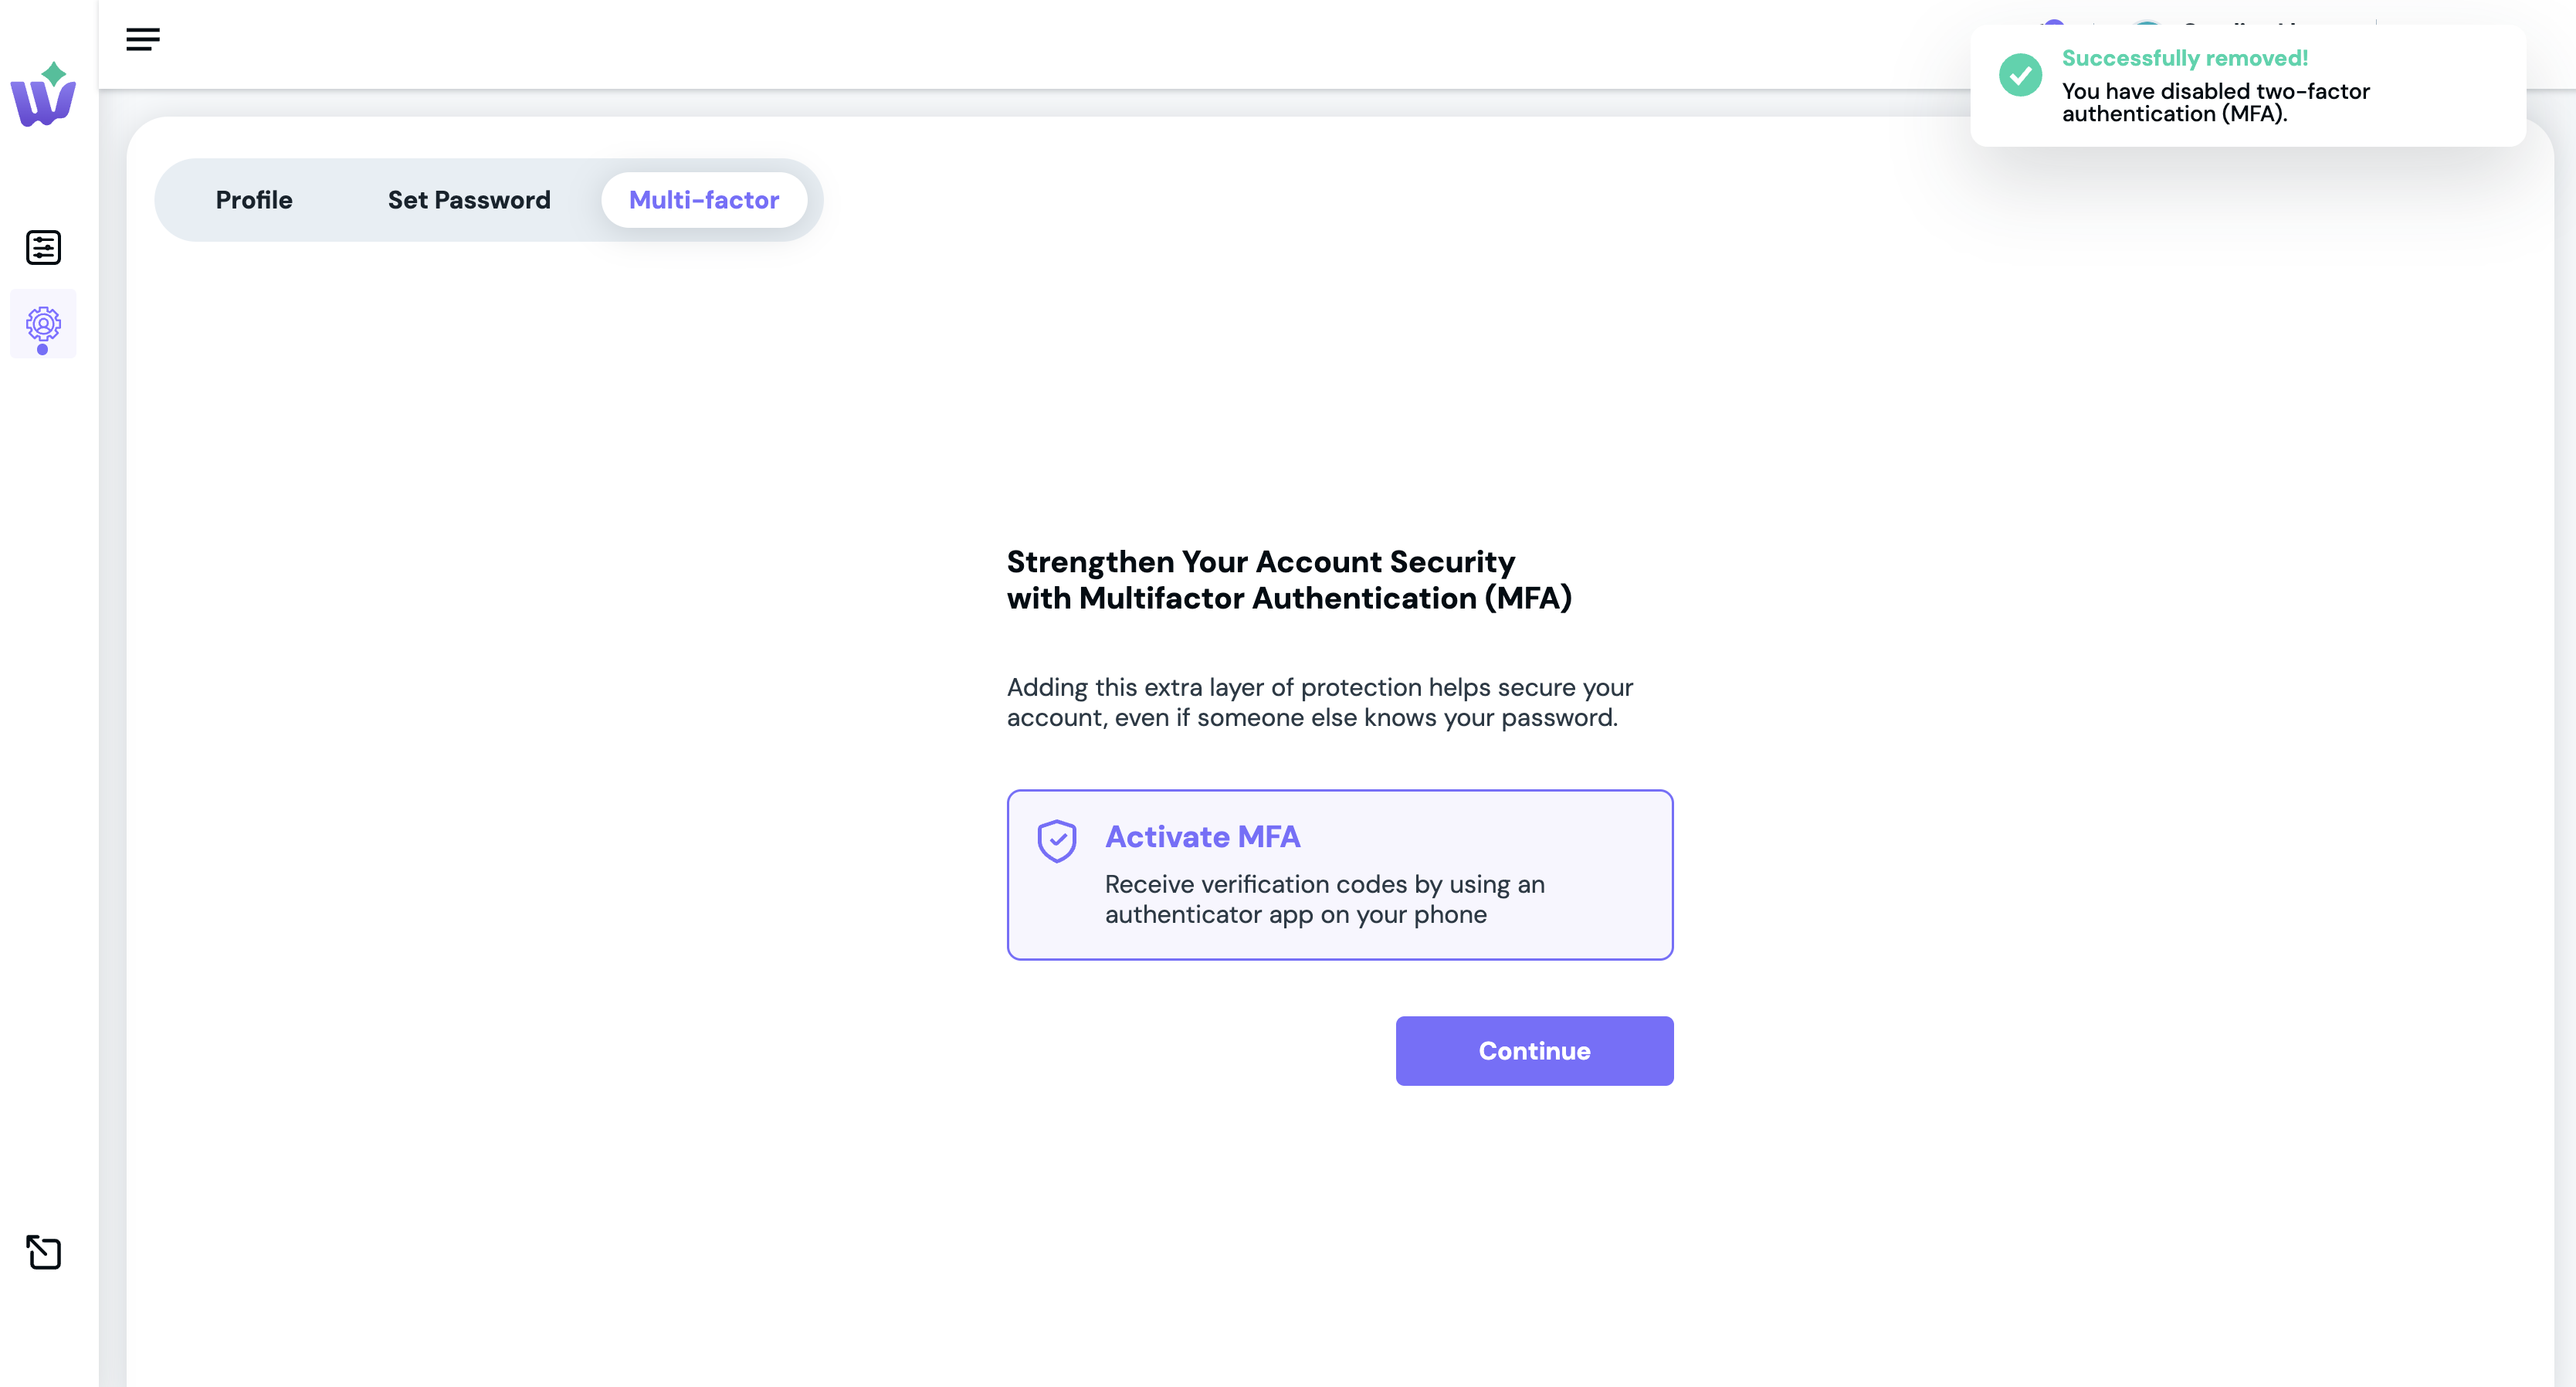 Successfully removed!
You have disabled two-factor
authentication (MFA).
Profile
Set Password
Multi-factor
Strengthen Your Account Security
with Multifactor Authentication (MFA)
Adding this extra layer of protection helps secure your
account, even if someone else knows your password.
Activate MFA
Receive verification codes by using an
authenticator app on your phone
Continue